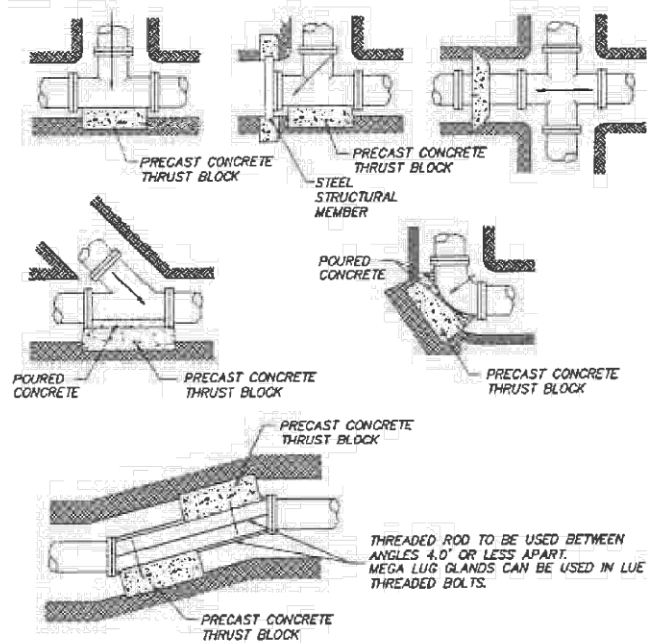 PRECAST CONCRETE
THRUST BLOCK
PRECAST CONCRETE
THRUST BLOCK
STEEL
STRUCTURAL
MEMBER
POURED
CONCRETE
PRECAST CONCRETE
THRUST BLOCK
POURED
CONCRETE
PRECAST CONCRETE
THRUST BLOCK
PRECAST CONCRETE
THRUST BLOCK
THREADED ROD TO BE USED BETWEEN
ANGLES 4.0' OR LESS APART.
MEGA LUG GLANDS CAN BE USED IN LUE
THREADED BOLTS.
PRECAST CONCRETE
THRUST BLOCK